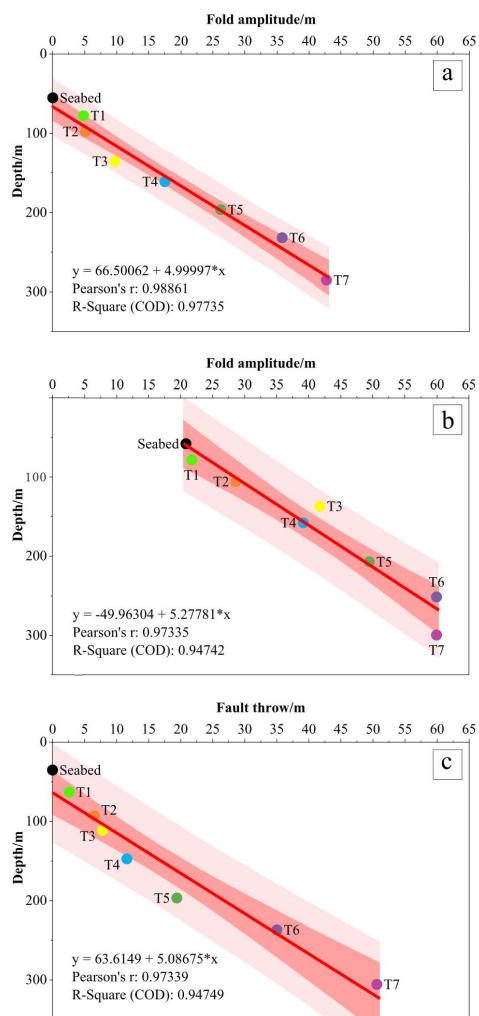 Fold amplitude/m
0 5 10 15 20 25 30 35 40 45 50 55 60 65
a
0
Seabed
T1
100
T2
T3
T4
Depth/m
200
T5
T6
y = 66.50062 + 4.99997*x
T7
Pearson's r: 0.98861
300
R-Square (COD): 0.97735
Fold amplitude/m
0 5 10 15 20 25 30 35 40 45 50 55 60 65
b
Seabed
T1
100
T2
T3
T4
Depth/m
200
T5
T6
y = -49.96304 + 5.27781*x
Pearson's r: 0.97335
300
T7
R-Square (COD): 0.94742
Fault throw/m
0 5 10 15 20 25 30 35 40 45 50 55 60 65
0
c
Seabed
T1
T2
100
T3
T4
Depth/m
200
T5
T6
y = 63.6149 + 5.08675*x
Pearson's r: 0.97339
300
T7
R-Square (COD): 0.94749